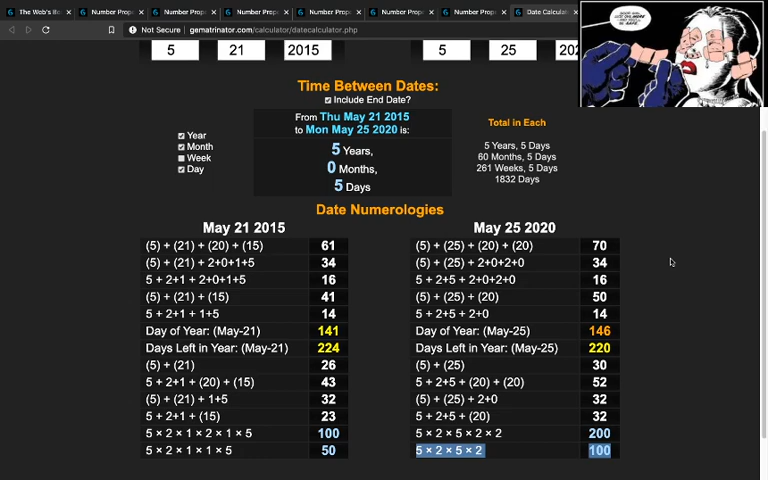 The Web's
Number Prope
Number Prop
Number Prope
Number Prope
Number Prope
Number Prope
Date Calcula
Not Secure
gematrinator.com/calculator/datecalculator.php
5 21 2015 5 25
Time Between Dates:
Include End Date?
Year
Month
Week
Day
From Thu May 21 2015
to Mon May 25 2020 is:
5 Years,
0 Months,
5 Days
Total in Each
5 Years, 5 Days
60 Months, 5 Days
261 Weeks, 5 Days
1832 Days
Date Numerologies
May 21 2015
(5) + (21) + (20) + (15) 61
(5) + (21) + 2+0+1+5 34
5 + 2+1 + 2+0+1+5 16
(5) + (21) + (15) 41
5 + 2+1 + 1+5 14
Day of Year: (May-21) 141
Days Left in Year: (May-21) 224
(5) + (21) 26
5 + 2+1 + (20) + (15) 43
(5) + (21) + 1+5 32
5 + 2+1 + (15) 23
5 × 2 × 1 × 2 × 1 × 5 100
5 × 2 × 1 × 1 × 5 50
May 25 2020
(5) + (25) + (20) + (20) 70
(5) + (25) + 2+0+2+0 34
5 + 2+5 + 2+0+2+0 16
(5) + (25) + (20) 50
5 + 2+5 + 2+0 14
Day of Year: (May-25) 146
Days Left in Year: (May-25) 220
(5) + (25) 30
5 + 2+5 + (20) + (20) 52
(5) + (25) + 2+0 32
5 + 2+5 + (20) 32
5 × 2 × 5 × 2 × 2 200
5 × 2 × 5 × 2 100